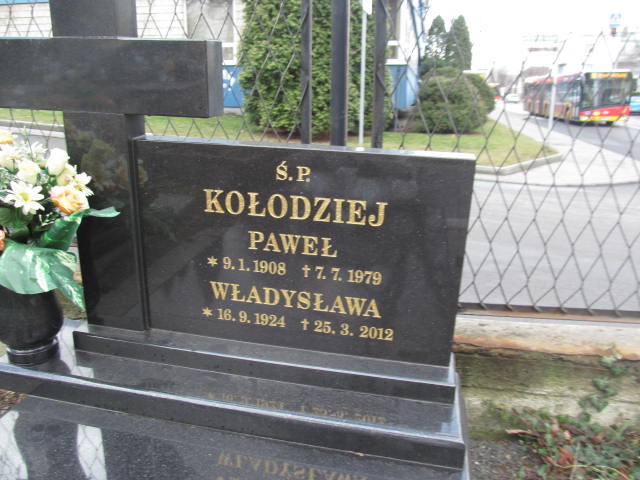 Ś.P.
KOŁODZIEJ
PAWEŁ
* 9.1.1908 † 7.7.1979
WŁADYSŁAWA
* 16.9.1924 † 25.3.2012